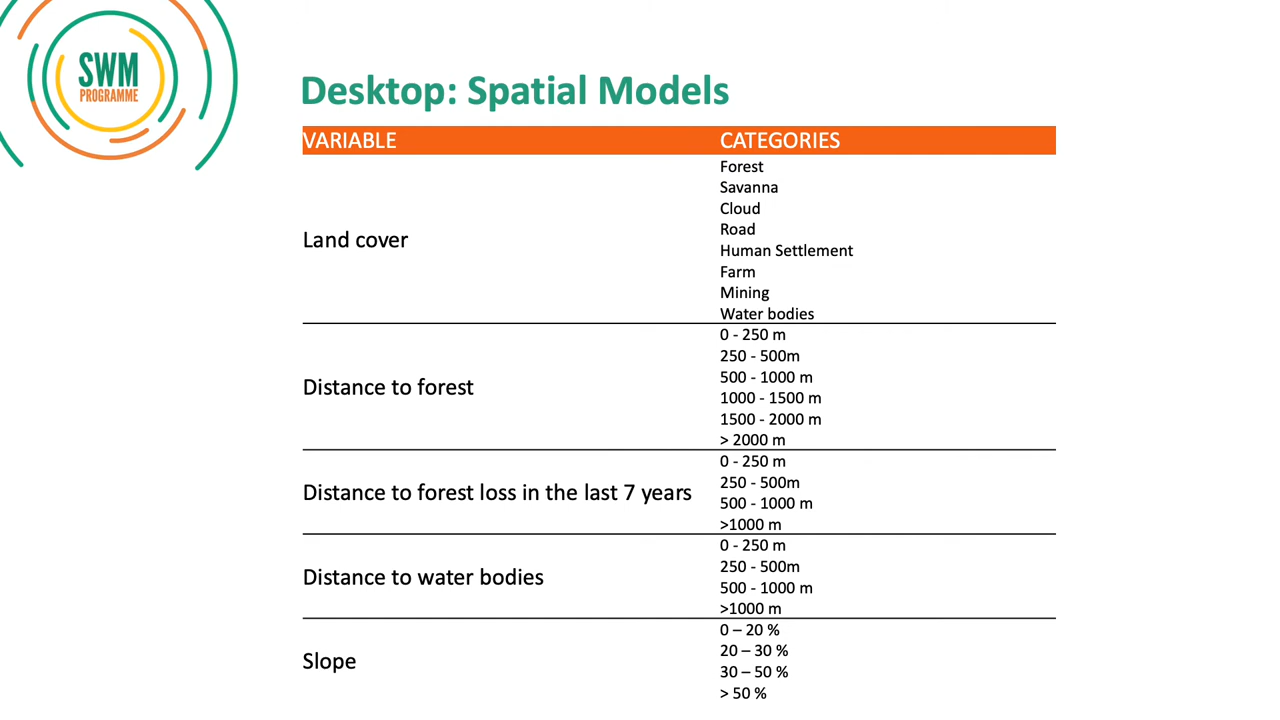 SWM
PROGRAMME
Desktop: Spatial Models
VARIABLE CATEGORIES
Land cover
Forest
Savanna
Cloud
Road
Human Settlement
Farm
Mining
Water bodies
Distance to forest
0 - 250 m
250 - 500m
500 - 1000 m
1000 - 1500 m
1500 - 2000 m
> 2000 m
Distance to forest loss in the last 7 years
0 - 250 m
250 - 500m
500 - 1000 m
>1000 m
Distance to water bodies
0 - 250 m
250 - 500m
500 - 1000 m
>1000 m
Slope
0 – 20 %
20 – 30 %
30 – 50 %
> 50 %